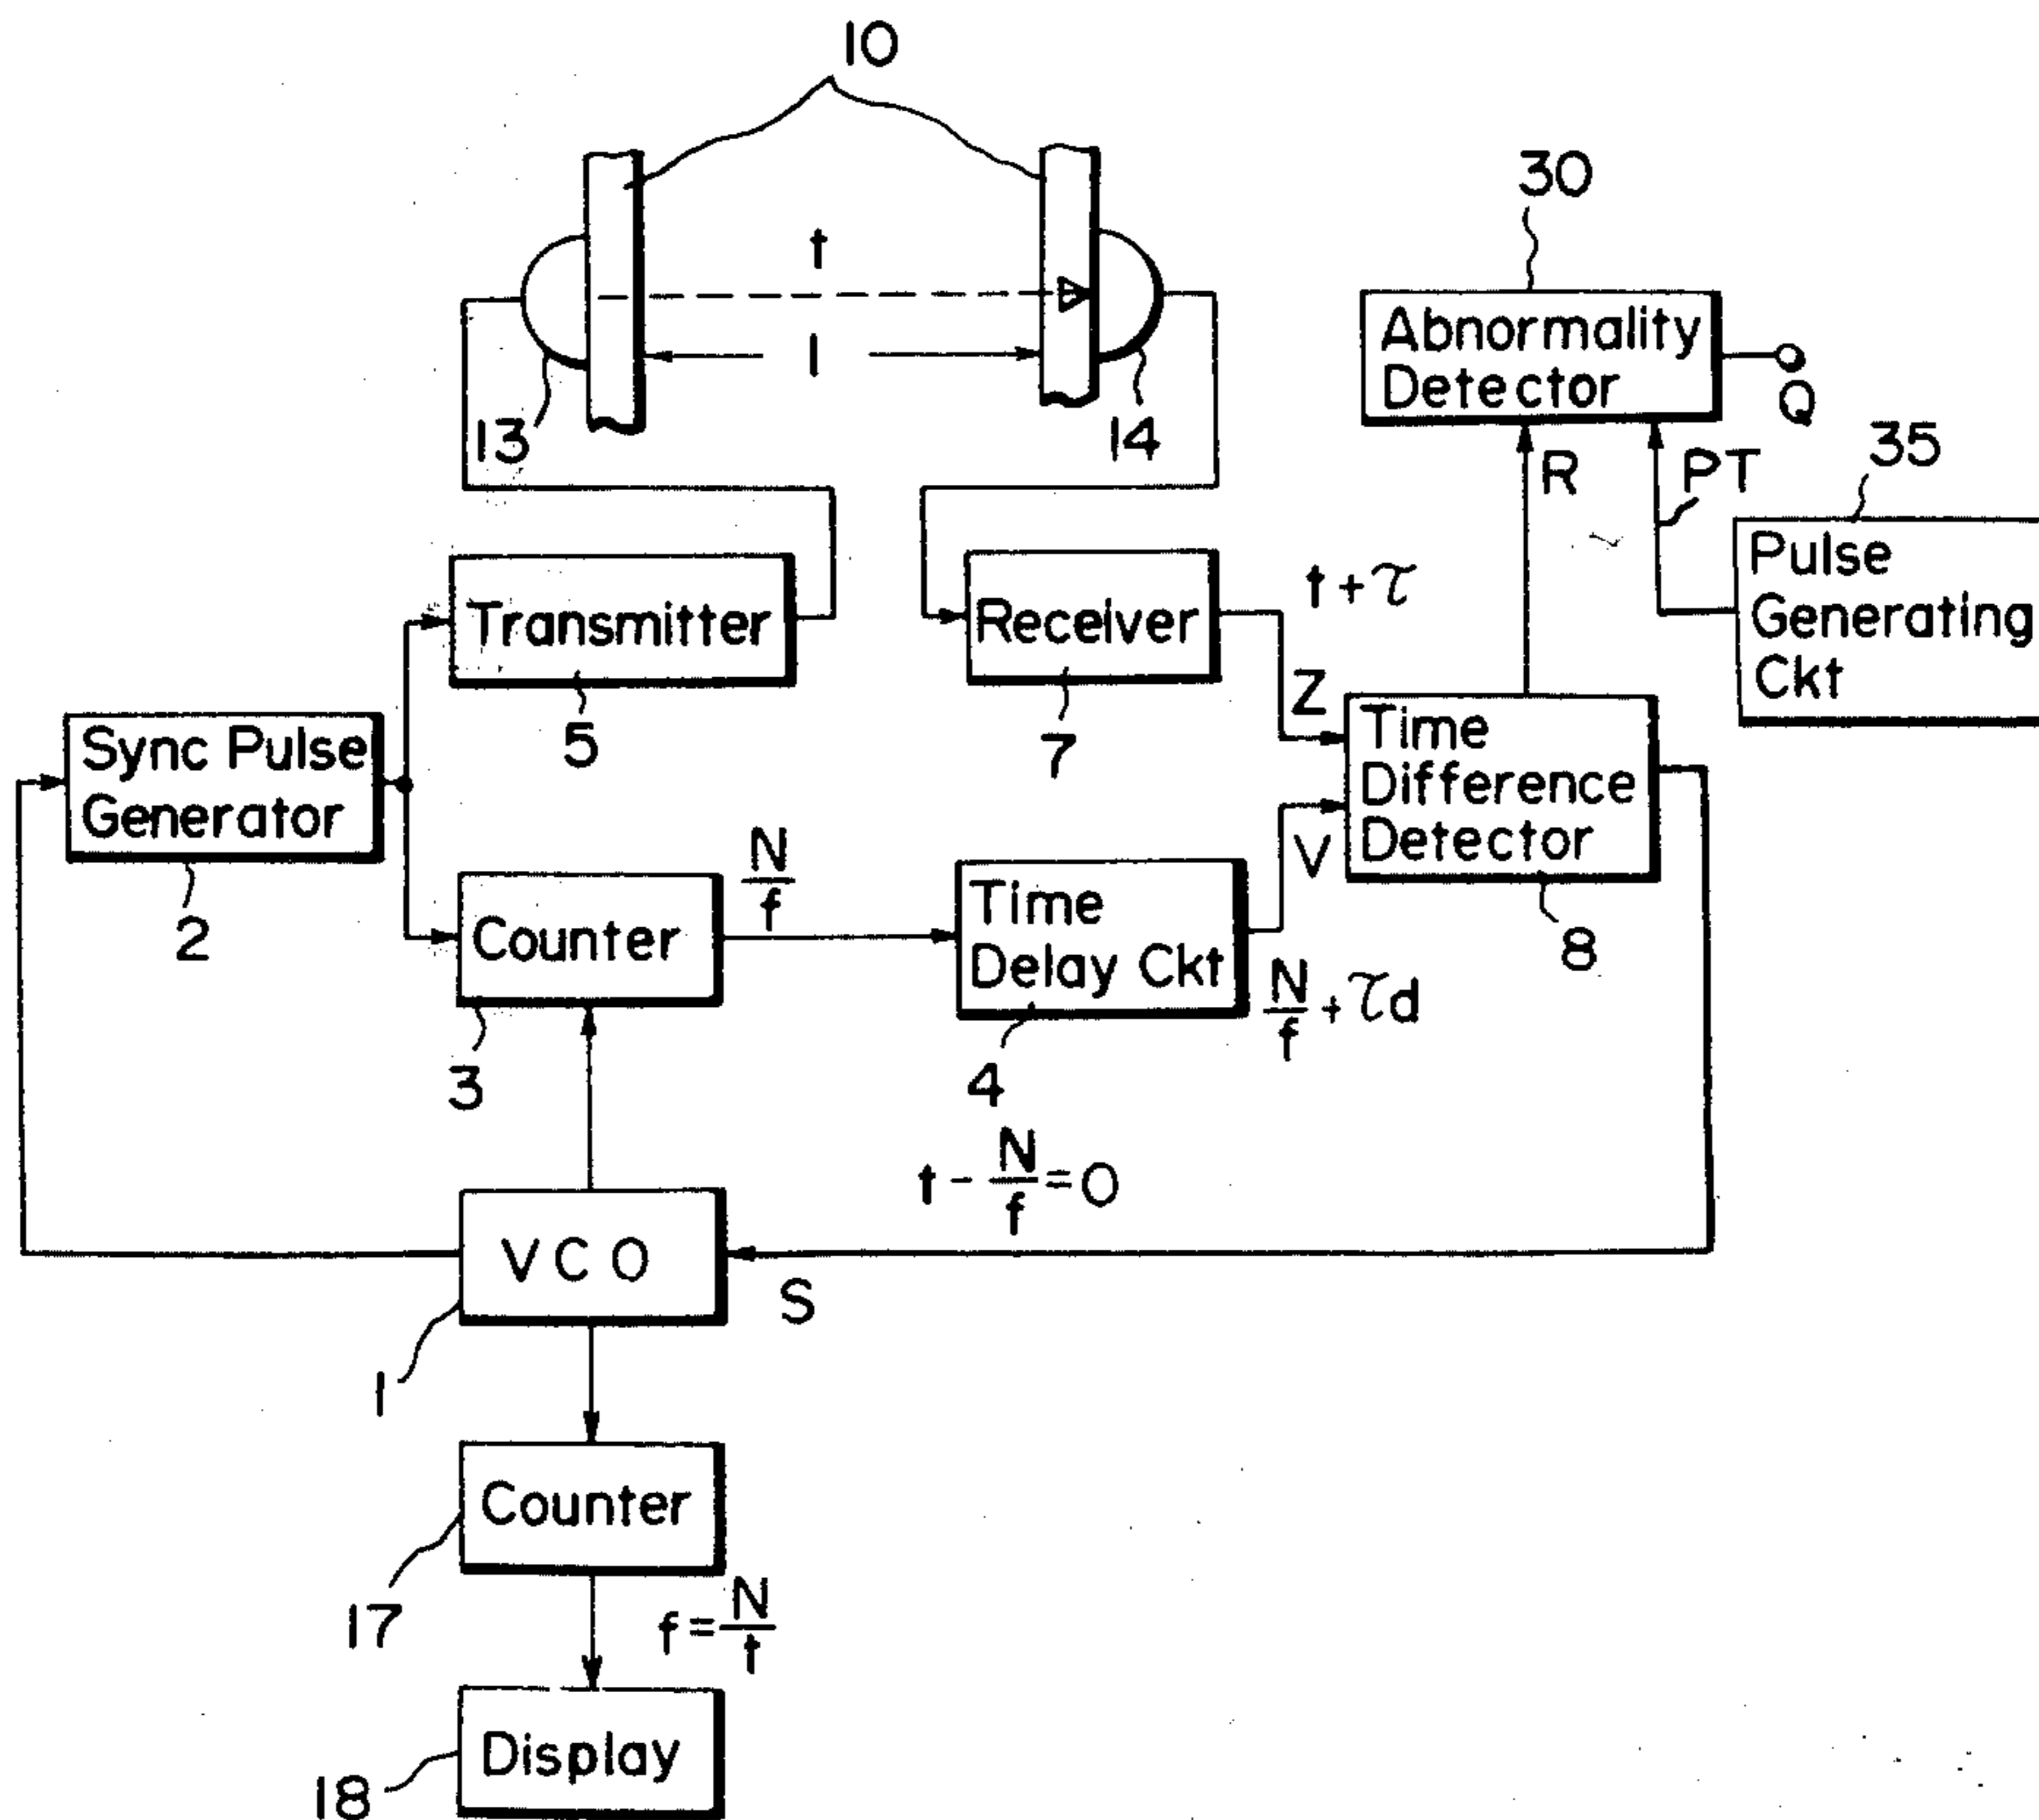 10
30
t
Abnormality
Detector
l
Q
13
14
R
PT
35
Pulse
Generating
Ckt
t + τ
Transmitter
Receiver
Z
5
7
Time
Difference
Detector
Sync Pulse
Generator
N/f
V
2
Counter
Time
Delay Ckt
8
N/f + τd
3
4
t - N/f = 0
VCO
S
1
Counter
17
f = N/t
Display
18